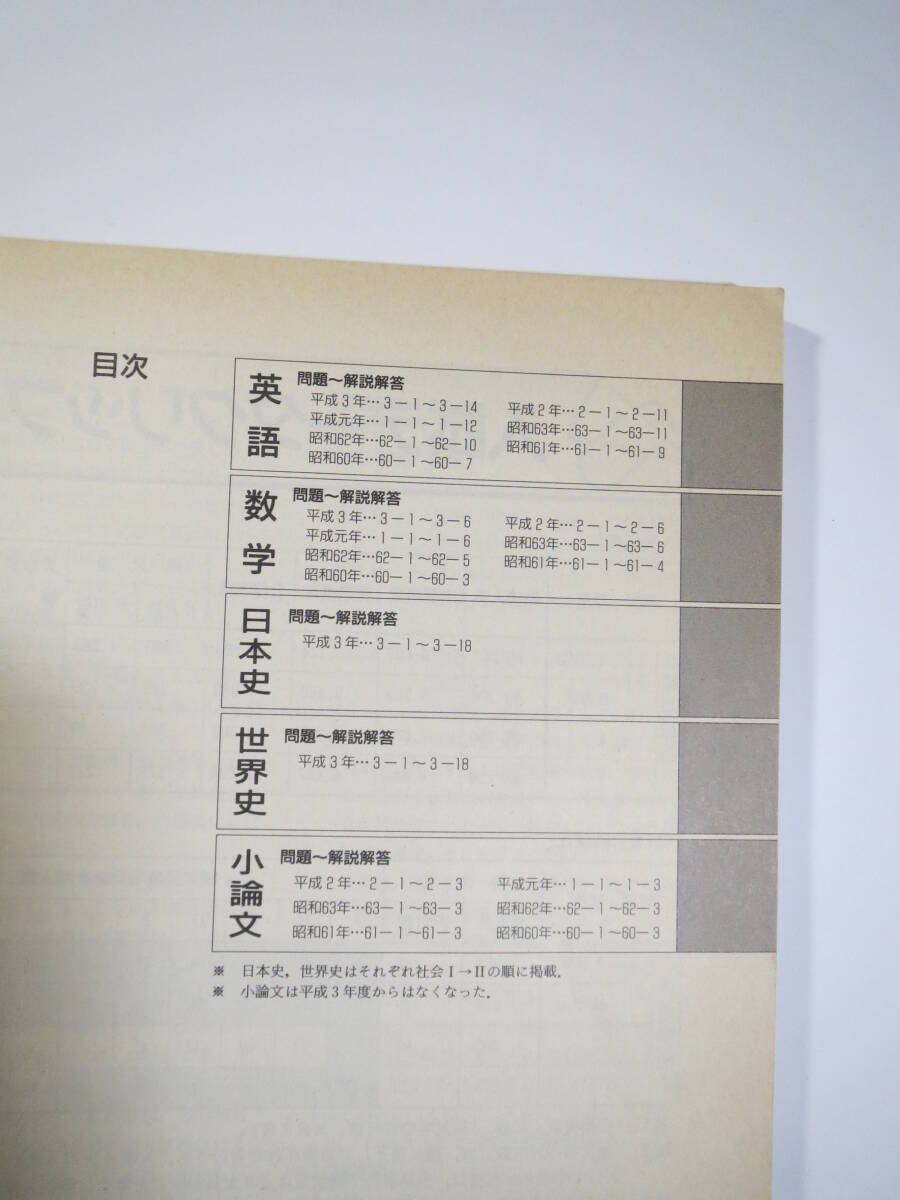 目次
英語
問題～解説解答
平成3年…3－1～3－14 平成2年…2－1～2－11
平成元年…1－1～1－12 昭和63年…63－1～63－11
昭和62年…62－1～62－10 昭和61年…61－1～61－9
昭和60年…60－1～60－7
数学
問題～解説解答
平成3年…3－1～3－6 平成2年…2－1～2－6
平成元年…1－1～1－6 昭和63年…63－1～63－6
昭和62年…62－1～62－5 昭和61年…61－1～61－4
昭和60年…60－1～60－3
日本史
問題～解説解答
平成3年…3－1～3－18
世界史
問題～解説解答
平成3年…3－1～3－18
小論文
問題～解説解答
平成2年…2－1～2－3 平成元年…1－1～1－3
昭和63年…63－1～63－3 昭和62年…62－1～62－3
昭和61年…61－1～61－3 昭和60年…60－1～60－3
※ 日本史，世界史はそれぞれ社会Ⅰ→Ⅱの順に掲載．
※ 小論文は平成3年度からはなくなった．